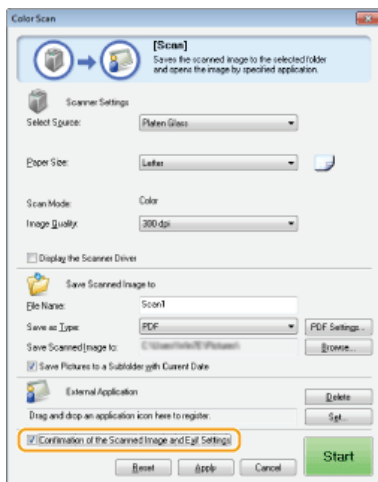 Color Scan
[Scan]
Saves the scanned image to the selected folder
and opens the image by specified application.
Scanner Settings
Select Source: Platen Glass
Paper Size: Letter
Scan Mode: Color
Image Quality: 300 dpi
Display the Scanner Driver
Save Scanned Image to
File Name: Scan1
Save as Type: PDF PDF Settings...
Save Scanned Image to: Browse...
Save Pictures to a Subfolder with Current Date
External Application Delete
Drag and drop an application icon here to register. Set...
Confirmation of the Scanned Image and Exif Settings
Start
Reset Apply Cancel